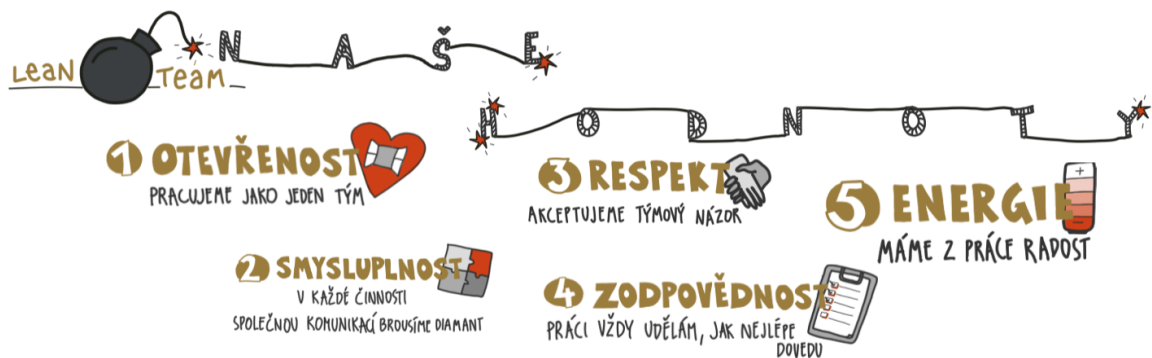 LEAN TEAM
NAŠE
HODNOTY
1 OTEVŘENOST
PRACUJEME JAKO JEDEN TÝM
2 SMYSLUPLNOST
V KAŽDÉ ČINNOSTI
SPOLEČNOU KOMUNIKACÍ BROUSÍME DIAMANT
3 RESPEKT
AKCEPTUJEME TÝMOVÝ NÁZOR
4 ZODPOVĚDNOST
PRÁCI VŽDY UDĚLÁM, JAK NEJLÉPE
DOVEDU
5 ENERGIE
MÁME Z PRÁCE RADOST